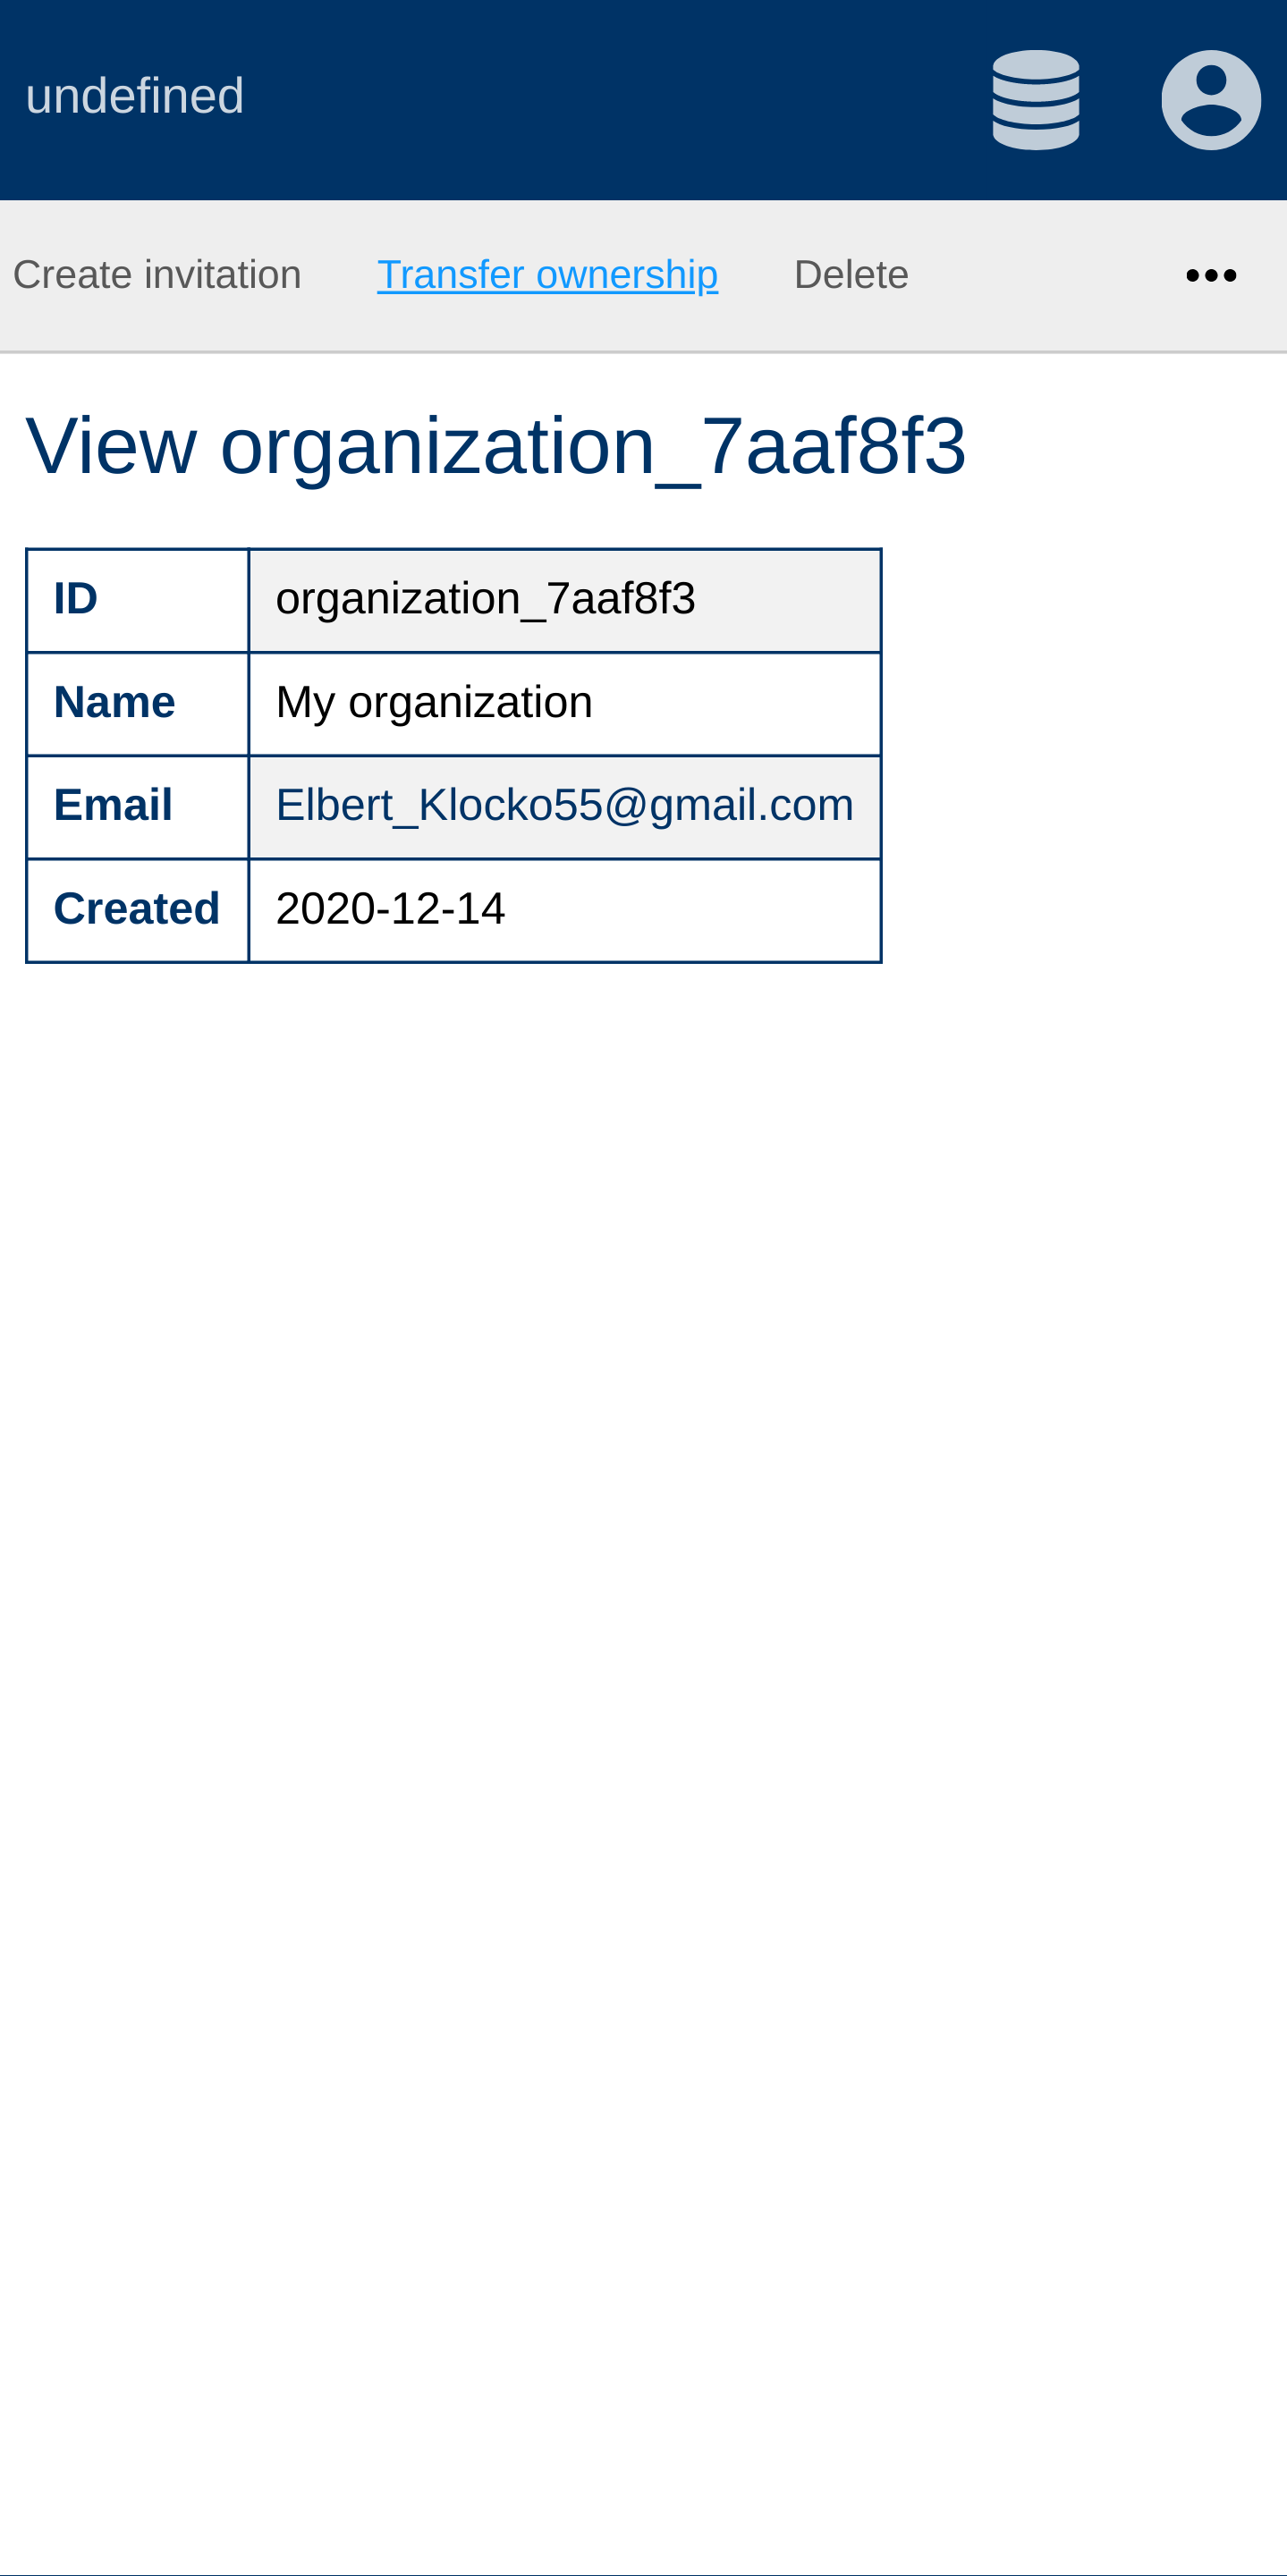 undefined
Create invitation Transfer ownership Delete
View organization_7aaf8f3
ID organization_7aaf8f3
Name My organization
Email Elbert_Klocko55@gmail.com
Created 2020-12-14